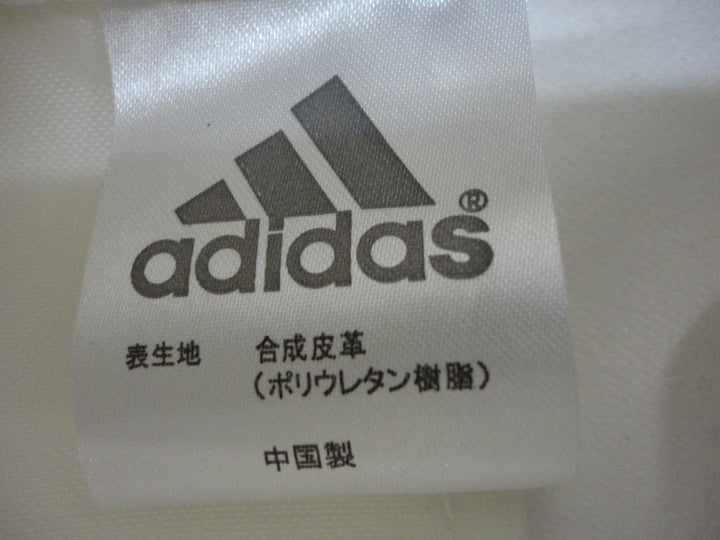 adidas®
表生地 合成皮革
(ポリウレタン樹脂)
中国製